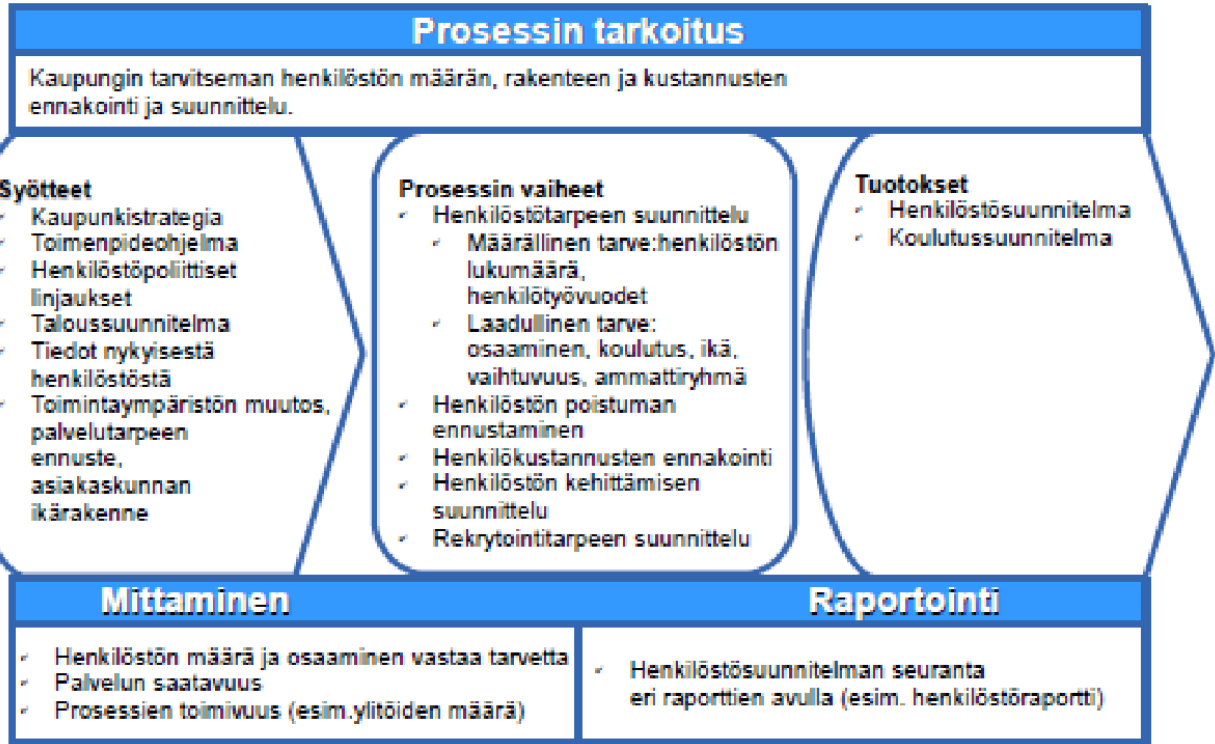 Prosessin tarkoitus
Kaupungin tarvitseman henkilöstön määrän, rakenteen ja kustannusten
ennakointi ja suunnittelu.
Syötteet
Kaupunkistrategia
Toimenpideohjelma
Henkilöstöpoliittiset
linjaukset
Taloussuunnitelma
Tiedot nykyisestä
henkilöstöstä
Toimintaympäristön muutos,
palvelutarpeen
ennuste,
asiakaskunnan
ikärakenne
Prosessin vaiheet
Henkilöstötarpeen suunnittelu
Määrällinen tarve:henkilöstön
lukumäärä,
henkilötyövuodet
Laadullinen tarve:
osaaminen, koulutus, ikä,
vaihtuvuus, ammattiryhmä
Henkilöstön poistuman
ennustaminen
Henkilökustannusten ennakointi
Henkilöstön kehittämisen
suunnittelu
Rekrytointitarpeen suunnittelu
Tuotokset
Henkilöstösuunnitelma
Koulutussuunnitelma
Mittaminen
Henkilöstön määrä ja osaaminen vastaa tarvetta
Palvelun saatavuus
Prosessien toimivuus (esim.ylitöiden määrä)
Raportointi
Henkilöstösuunnitelman seuranta
eri raporttien avulla (esim. henkilöstöraportti)